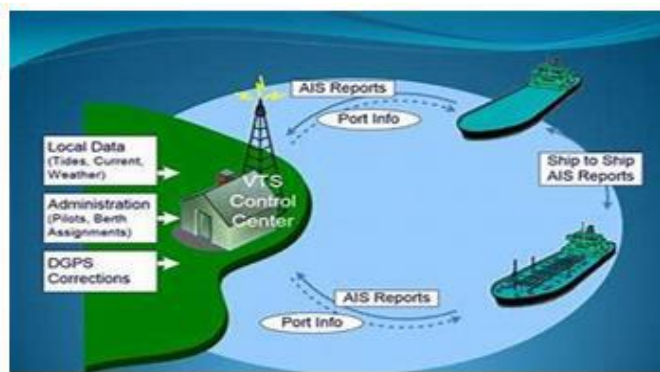 AIS Reports
Port Info
Local Data
(Tides, Current,
Weather)
VTS
Control
Center
Ship to Ship
AIS Reports
Administration
(Pilots, Berth
Assignments)
DGPS
Corrections
AIS Reports
Port Info